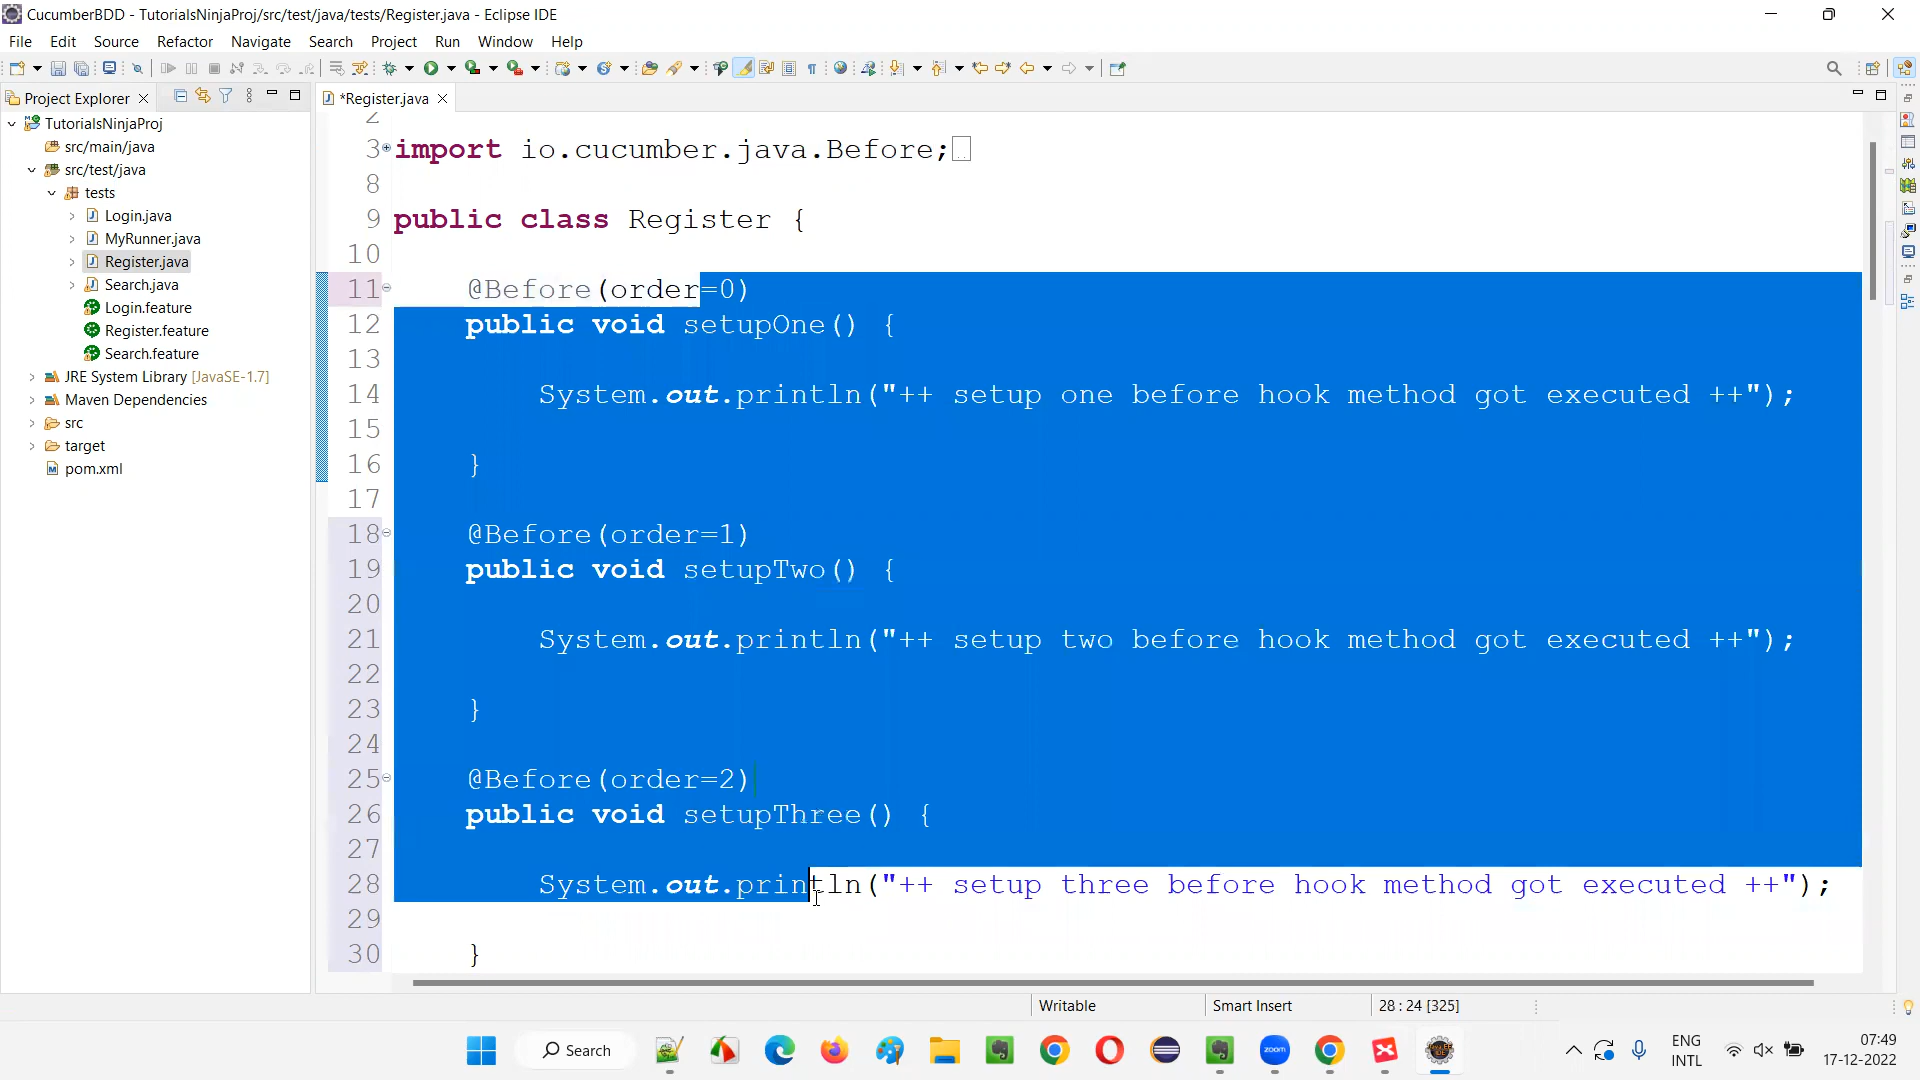 CucumberBDD - TutorialsNinjaProj/src/test/java/tests/Register.java - Eclipse IDE
File Edit Source Refactor Navigate Search Project Run Window Help
Project Explorer
*Register.java
TutorialsNinjaProj
src/main/java
src/test/java
tests
Login.java
MyRunner.java
Register.java
Search.java
Login.feature
Register.feature
Search.feature
JRE System Library [JavaSE-1.7]
Maven Dependencies
src
target
pom.xml
2
3 import io.cucumber.java.Before;
8
9 public class Register {
10
11 @Before(order=0)
12 public void setupOne() {
13
14 System.out.println("++ setup one before hook method got executed ++");
15
16 }
17
18 @Before(order=1)
19 public void setupTwo() {
20
21 System.out.println("++ setup two before hook method got executed ++");
22
23 }
24
25 @Before(order=2)
26 public void setupThree() {
27
28 System.out.println("++ setup three before hook method got executed ++");
29
30 }
Writable Smart Insert 28 : 24 [325]
Search
zoom
ENG
INTL
07:49
17-12-2022